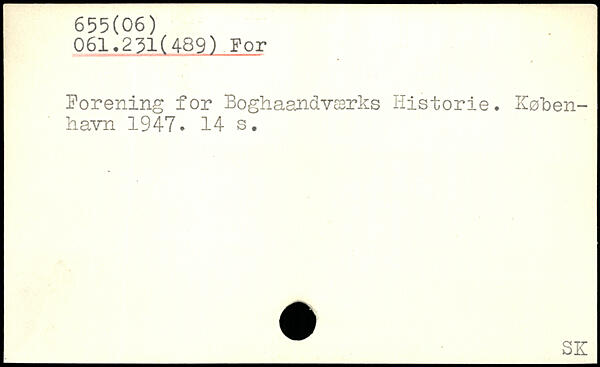 655(06)
061.231(489) For
Forening for Boghaandværks Historie. Køben-
havn 1947. 14 s.
SK